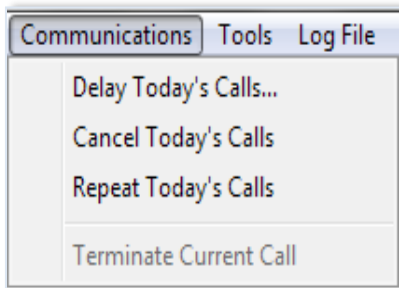 Communications Tools Log File
Delay Today's Calls...
Cancel Today's Calls
Repeat Today's Calls
Terminate Current Call